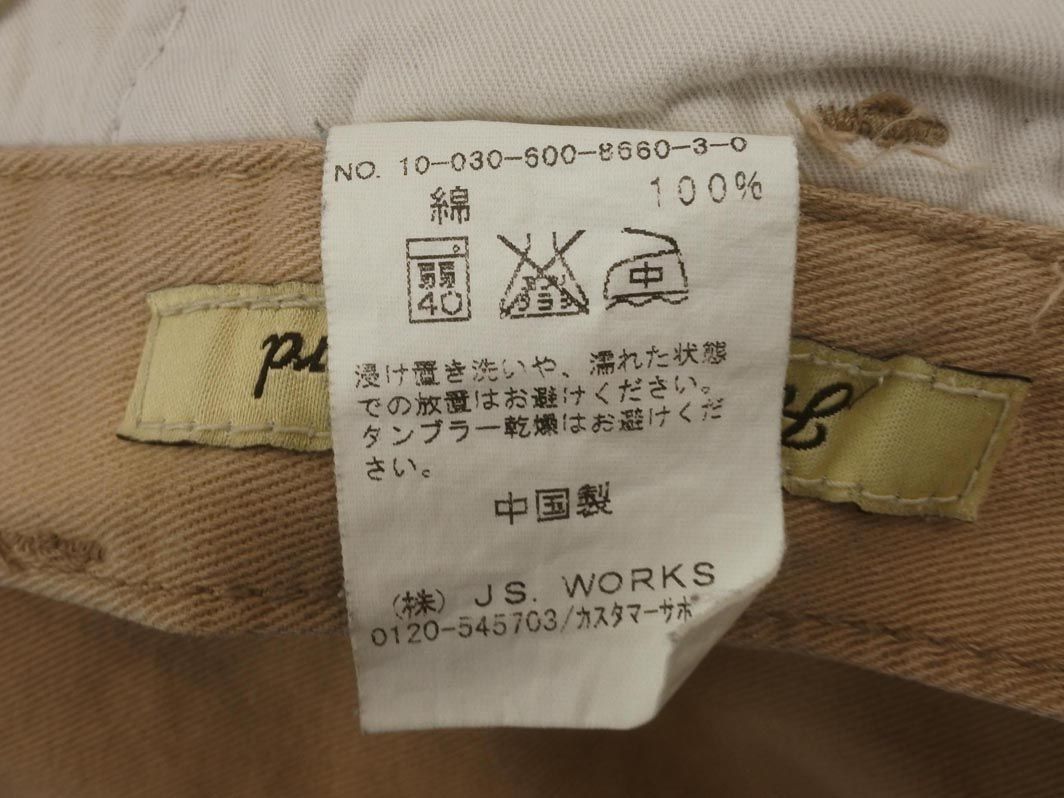 NO. 10-030-600-8660-3-0
綿 100%
弱
40
中
浸け置き洗いや、濡れた状態
での放置はお避けください。
タンブラー乾燥はお避けくだ
さい。
中国製
(株) JS. WORKS
0120-545703/カスタマーサポ